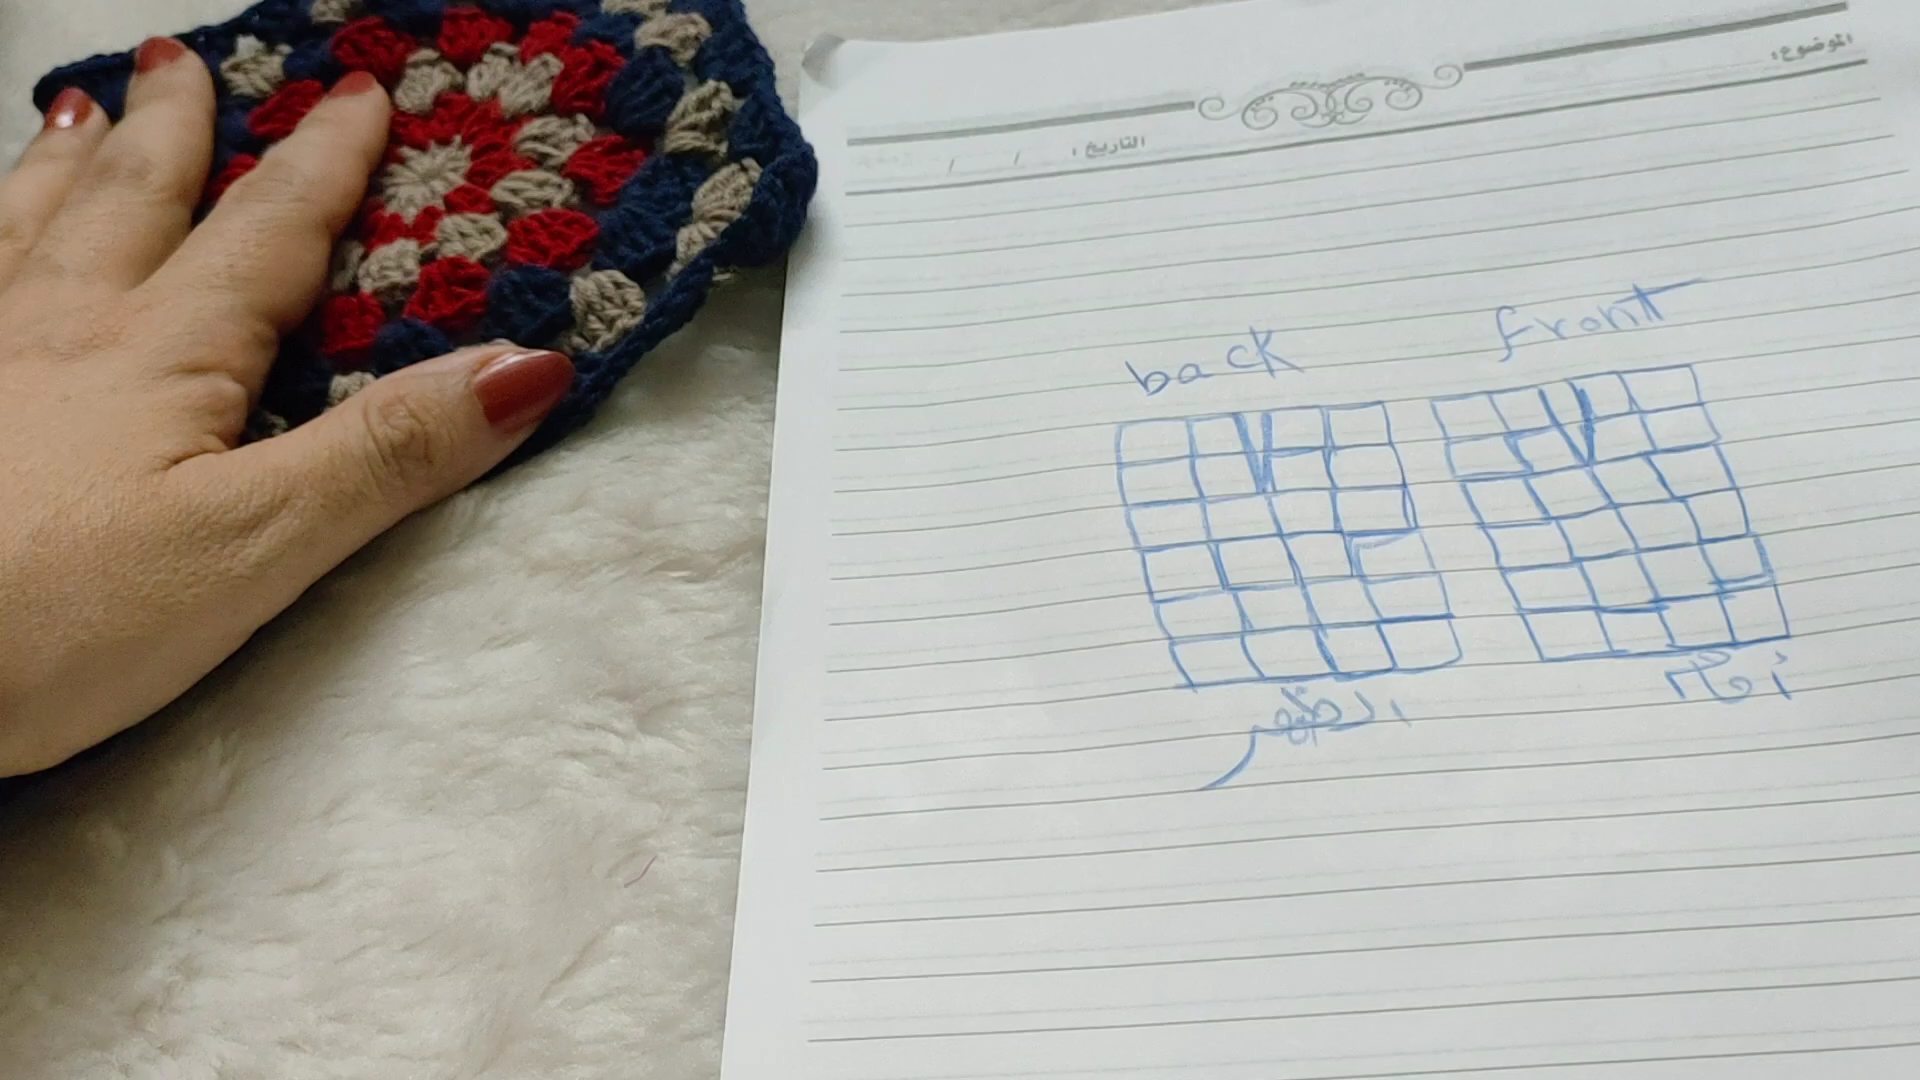 الموضوع:
التاريخ: / /
back
front
الظهر
أمام